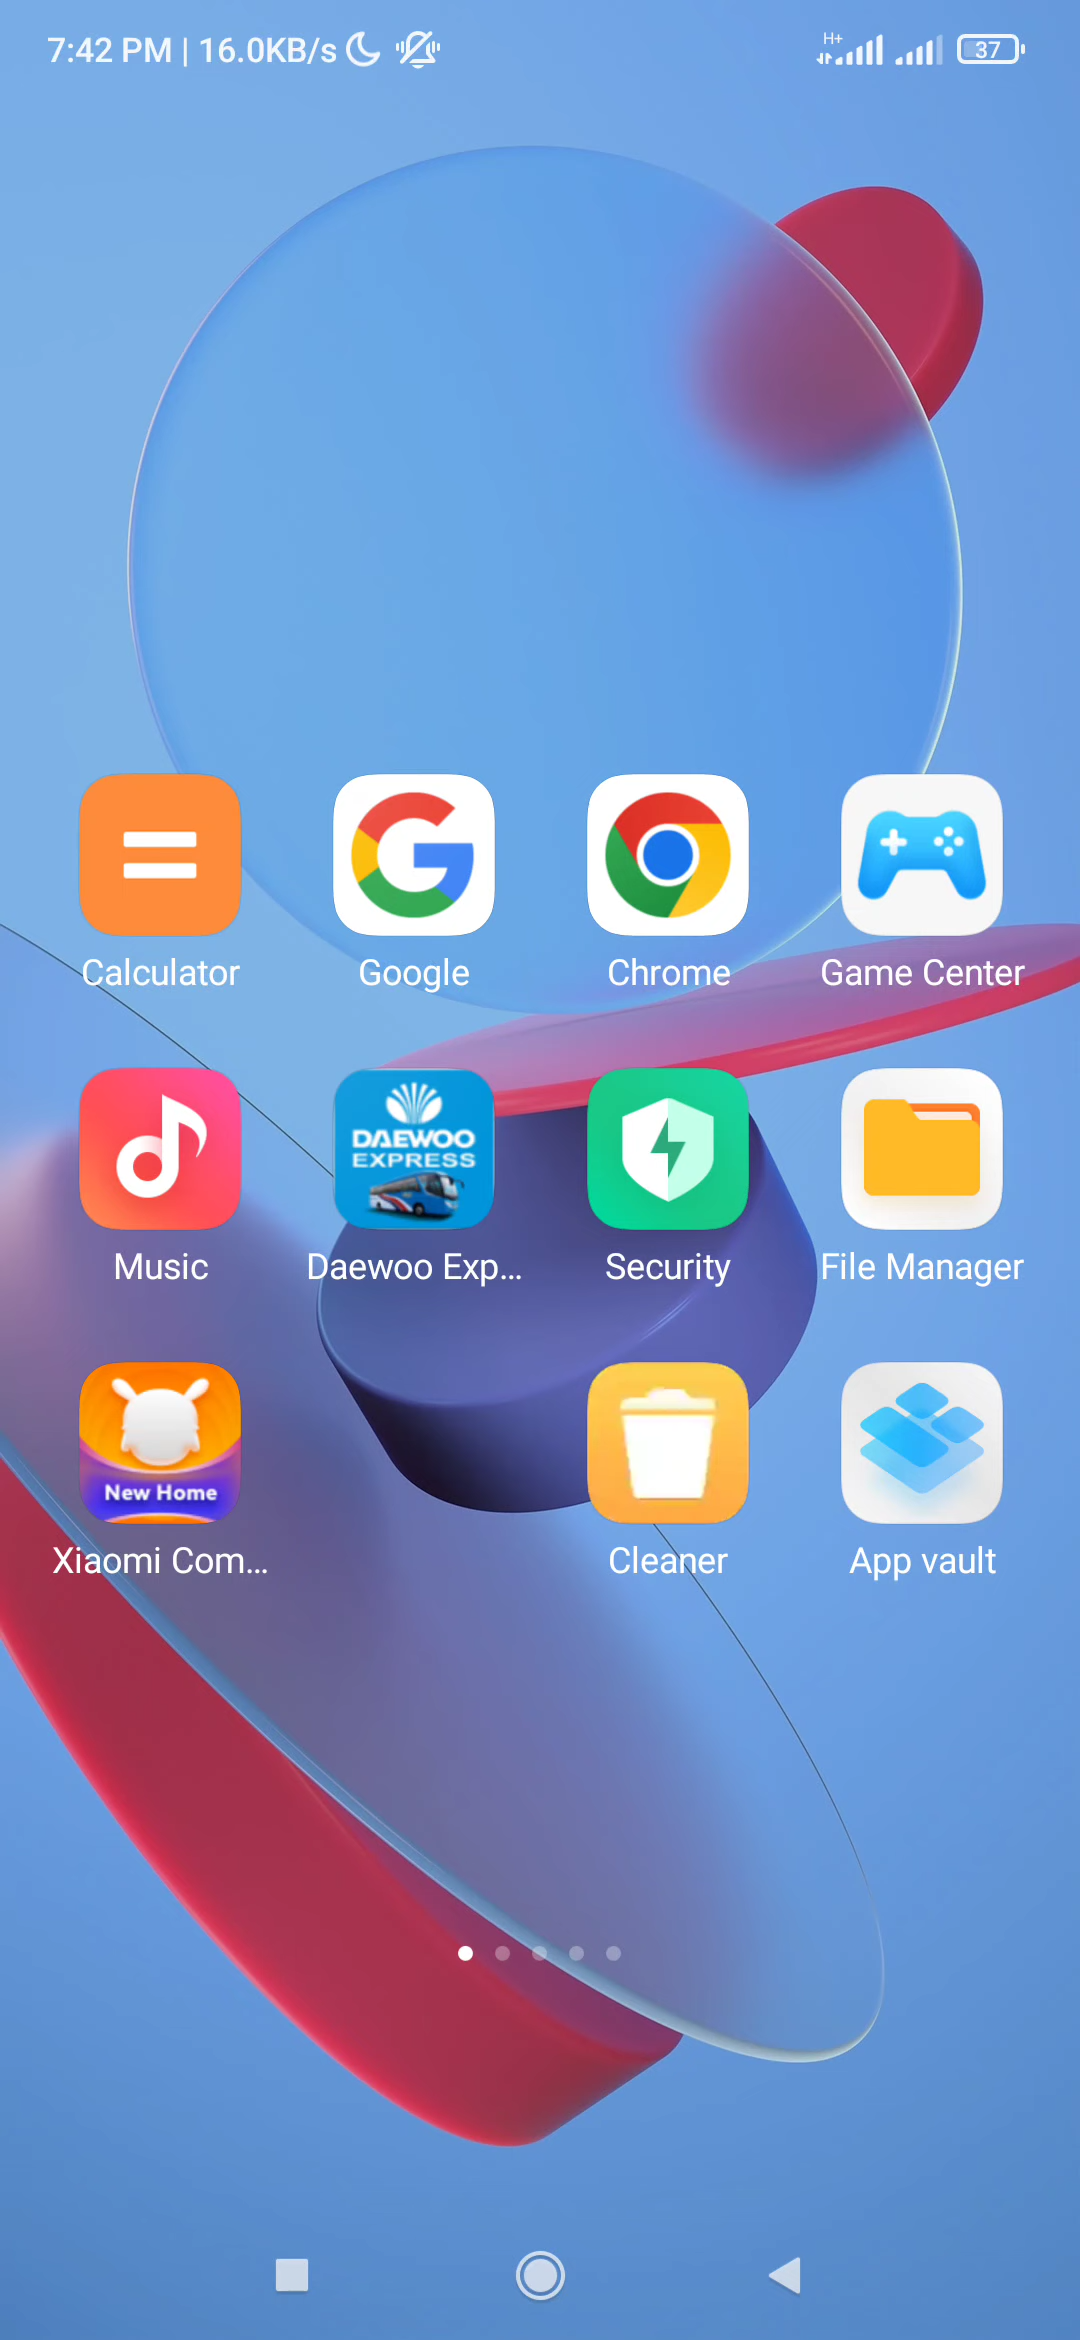 7:42 PM | 16.0KB/s
H+
37
Calculator
Google
Chrome
Game Center
DAEWOO
EXPRESS
Music
Daewoo Exp...
Security
File Manager
New Home
Xiaomi Com...
Cleaner
App vault